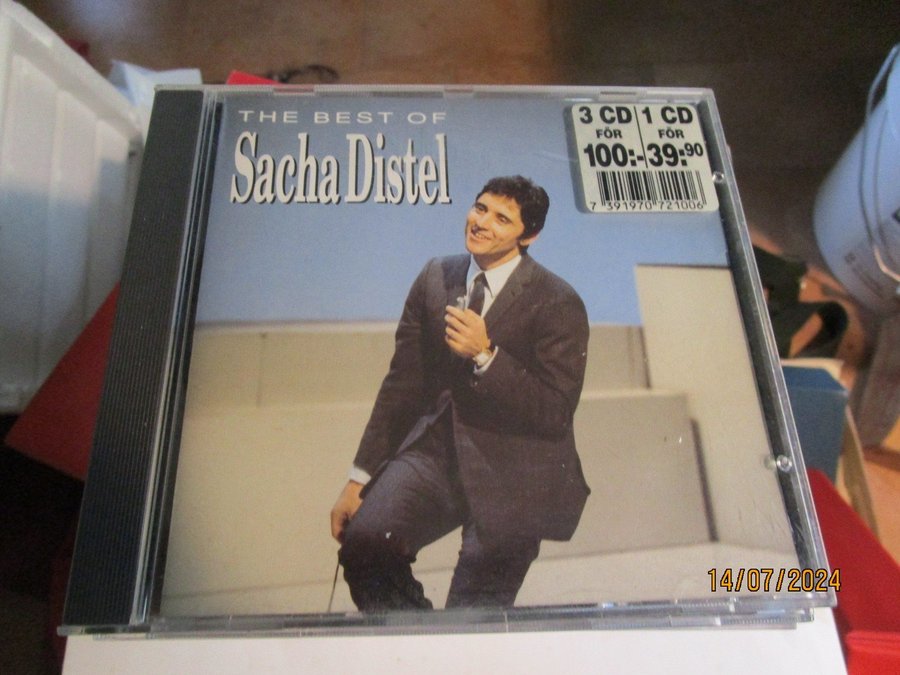 THE BEST OF
Sacha Distel
3 CD 1 CD
FÖR FÖR
100:- 39:90
7 391970 721006
14/07/2024